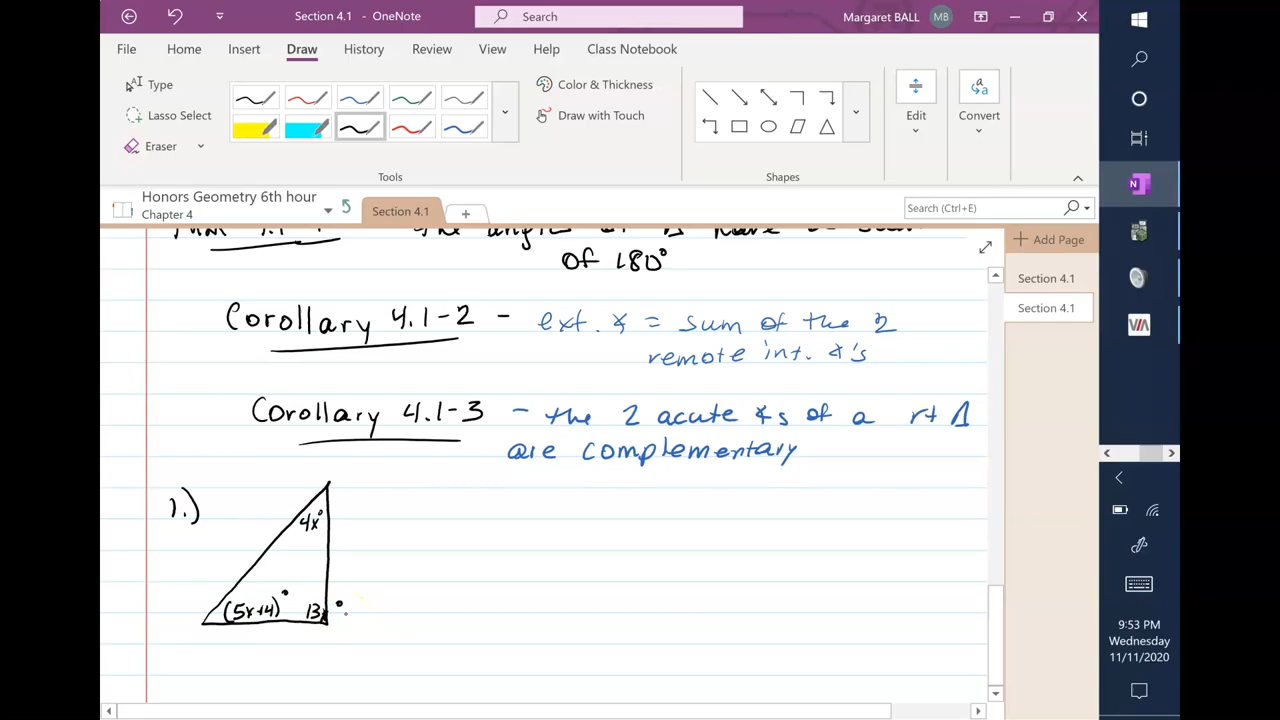 Section 4.1 - OneNote
Search
Margaret BALL
MB
File
Home
Insert
Draw
History
Review
View
Help
Class Notebook
Type
Lasso Select
Eraser
Color & Thickness
Draw with Touch
Edit
Convert
Tools
Shapes
Honors Geometry 6th hour
Chapter 4
Section 4.1
Search (Ctrl+E)
Add Page
Section 4.1
Section 4.1
of 180°
Corollary 4.1-2 - ext. ∡ = sum of the 2
remote int. ∡'s
Corollary 4.1-3 - the 2 acute ∡s of a rt Δ
are complementary
1.)
4x°
(5x+4)° 13x°
9:53 PM
Wednesday
11/11/2020